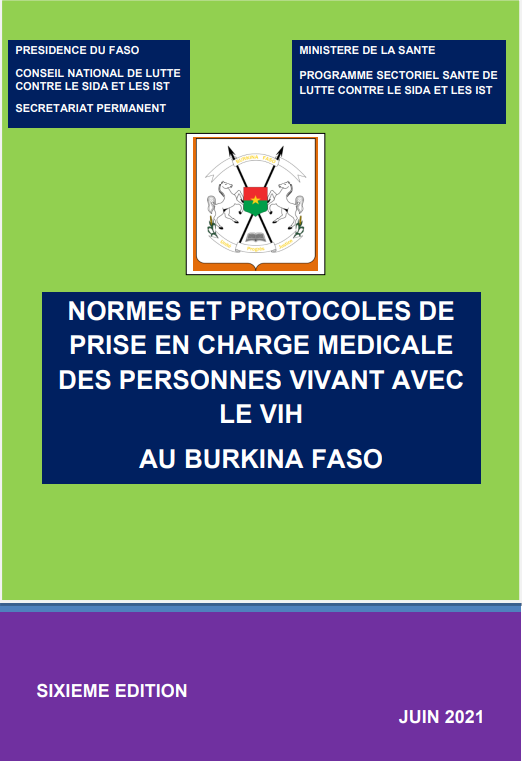 PRESIDENCE DU FASO
CONSEIL NATIONAL DE LUTTE
CONTRE LE SIDA ET LES IST
SECRETARIAT PERMANENT
MINISTERE DE LA SANTE
PROGRAMME SECTORIEL SANTE DE
LUTTE CONTRE LE SIDA ET LES IST
BURKINA FASO
NORMES ET PROTOCOLES DE
PRISE EN CHARGE MEDICALE
DES PERSONNES VIVANT AVEC
LE VIH
AU BURKINA FASO
SIXIEME EDITION
JUIN 2021